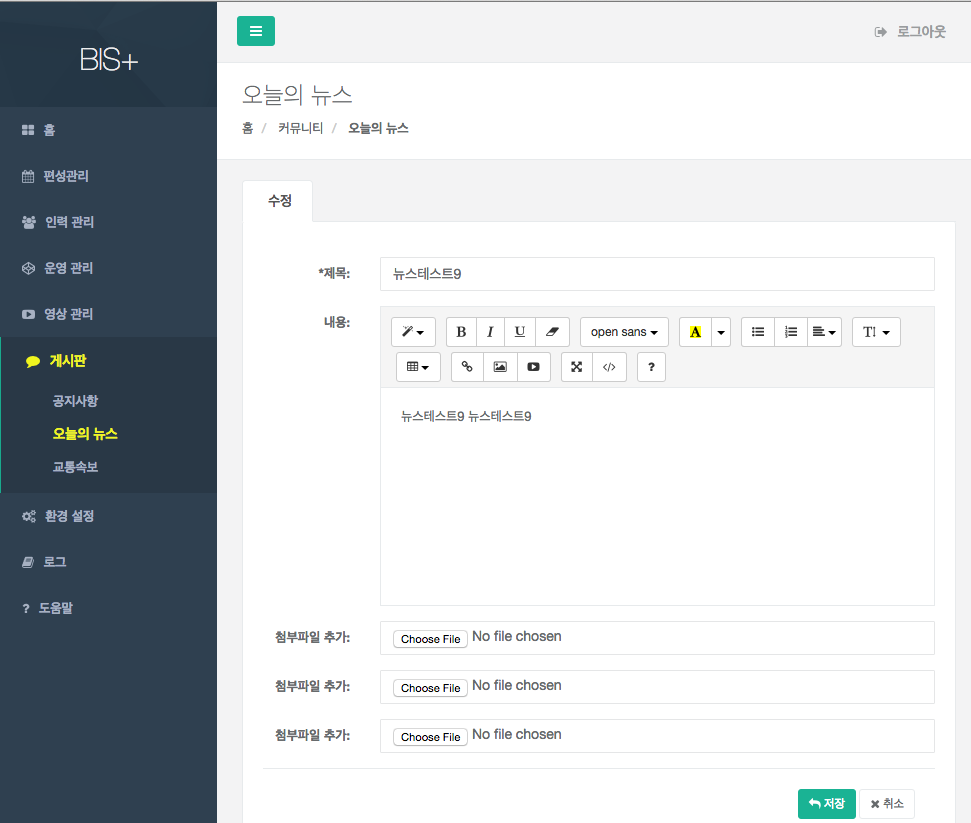 BIS+
로그아웃
오늘의 뉴스
홈 / 커뮤니티 / 오늘의 뉴스
홈
편성관리
인력 관리
운영 관리
영상 관리
게시판
공지사항
오늘의 뉴스
교통속보
환경 설정
로그
? 도움말
수정
*제목: 뉴스테스트9
내용:
B I U open sans A T!
</> ?
뉴스테스트9 뉴스테스트9
첨부파일 추가: Choose File No file chosen
첨부파일 추가: Choose File No file chosen
첨부파일 추가: Choose File No file chosen
저장 취소